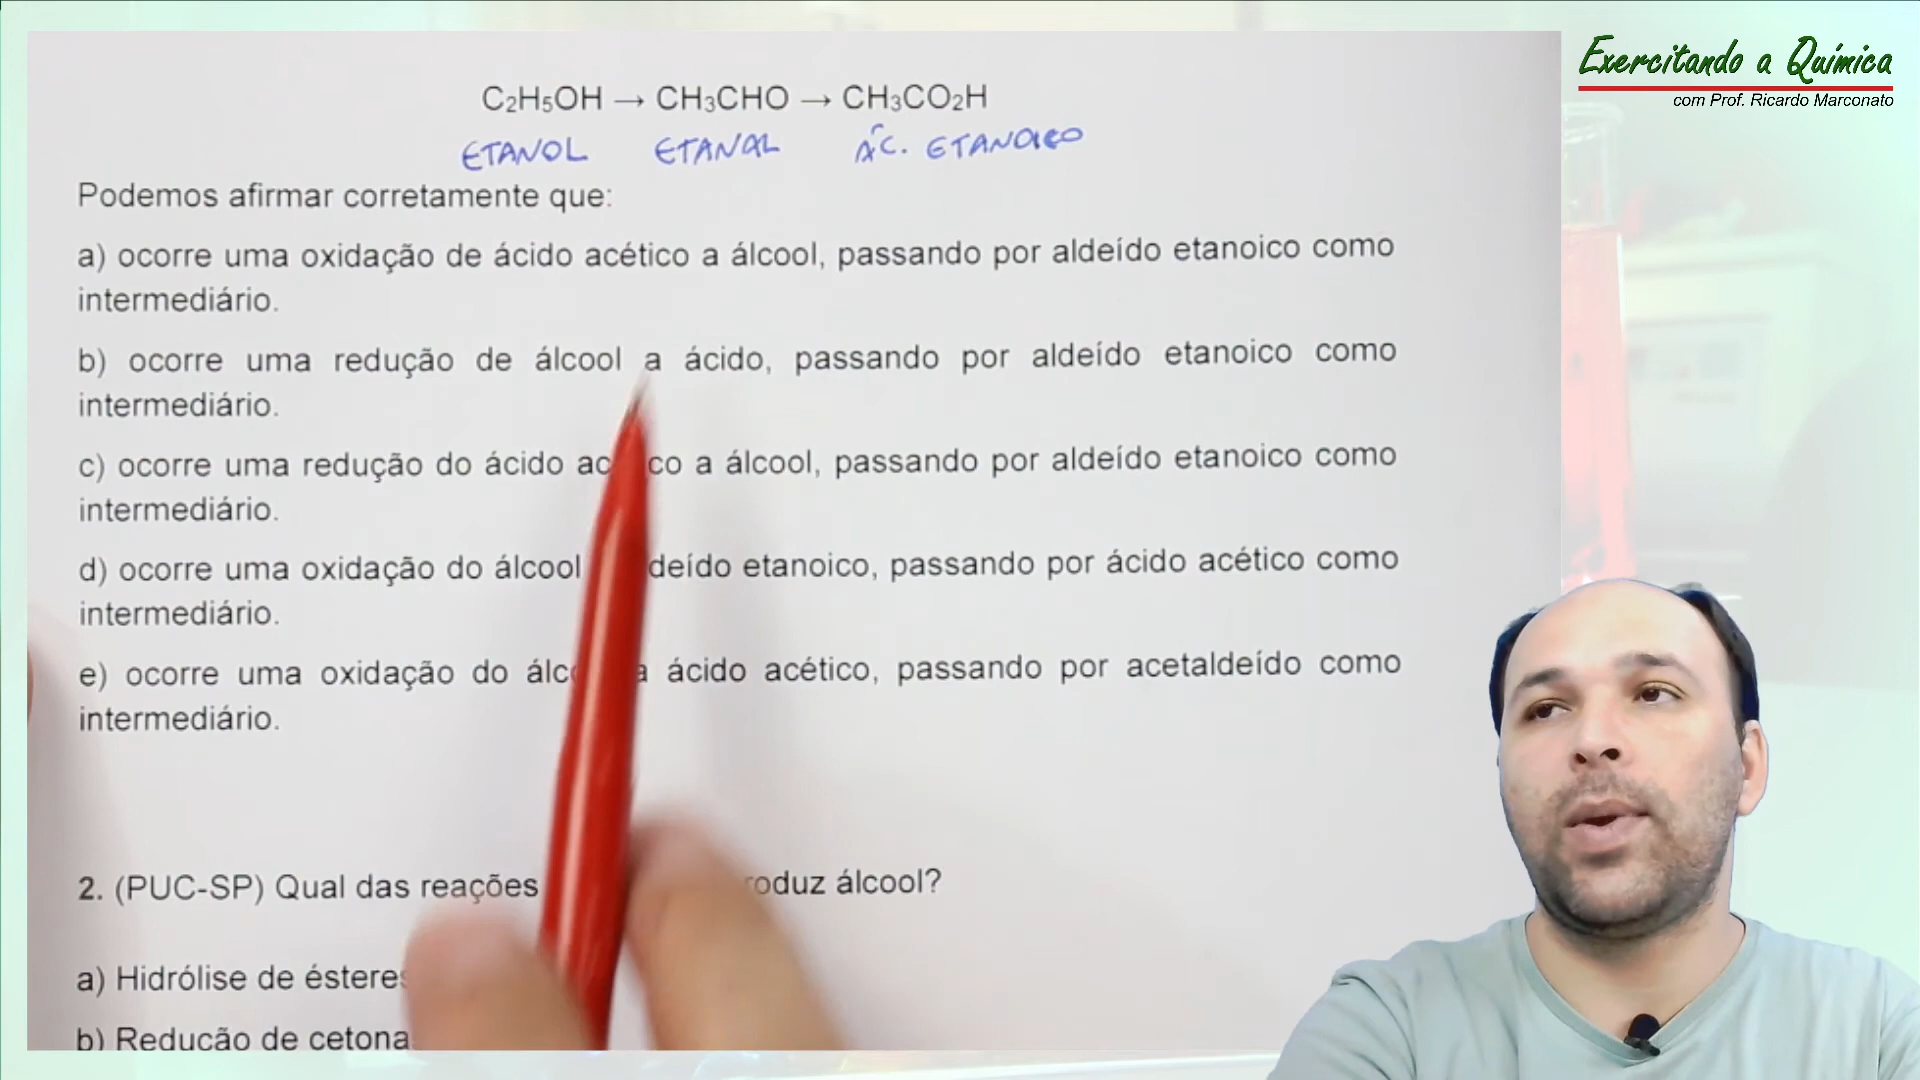 Exercitando a Química
com Prof. Ricardo Marconato
C₂H₅OH → CH₃CHO → CH₃CO₂H
ETANOL ETANAL ÁC. ETANOICO
Podemos afirmar corretamente que:
a) ocorre uma oxidação de ácido acético a álcool, passando por aldeído etanoico como
intermediário.
b) ocorre uma redução de álcool a ácido, passando por aldeído etanoico como
intermediário.
c) ocorre uma redução do ácido a álcool, passando por aldeído etanoico como
intermediário.
d) ocorre uma oxidação do álcool etanoico, passando por ácido acético como
intermediário.
e) ocorre uma oxidação do a ácido acético, passando por acetaldeído como
intermediário.
2. (PUC-SP) Qual das reações álcool?
a) Hidrólise de ésteres
b) Redução de cetona